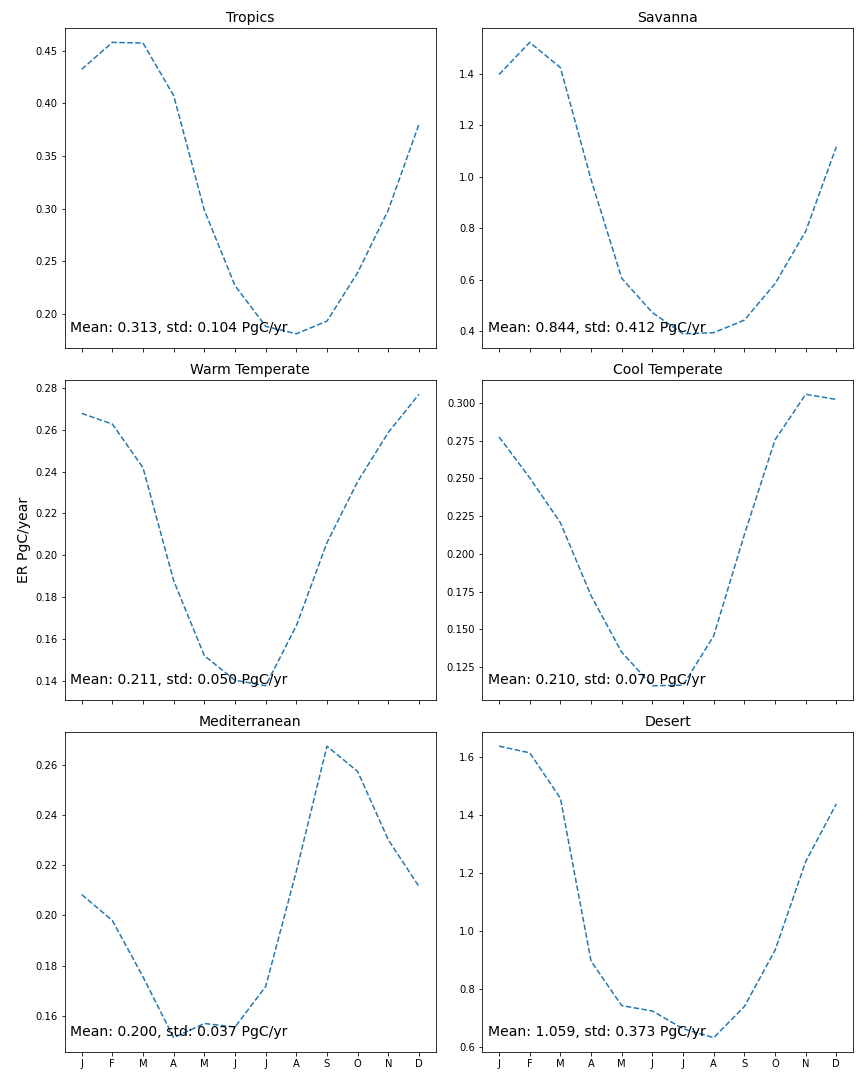 Tropics
0.45
0.40
0.35
0.30
0.25
0.20
Mean: 0.313, std: 0.104 PgC/yr
Savanna
1.4
1.2
1.0
0.8
0.6
0.4
Mean: 0.844, std: 0.412 PgC/yr
ER PgC/year
Warm Temperate
0.28
0.26
0.24
0.22
0.20
0.18
0.16
0.14
Mean: 0.211, std: 0.050 PgC/yr
Cool Temperate
0.300
0.275
0.250
0.225
0.200
0.175
0.150
0.125
Mean: 0.210, std: 0.070 PgC/yr
Mediterranean
0.26
0.24
0.22
0.20
0.18
0.16
Mean: 0.200, std: 0.037 PgC/yr
J F M A M J J A S O N D
Desert
1.6
1.4
1.2
1.0
0.8
0.6
Mean: 1.059, std: 0.373 PgC/yr
J F M A M J J A S O N D